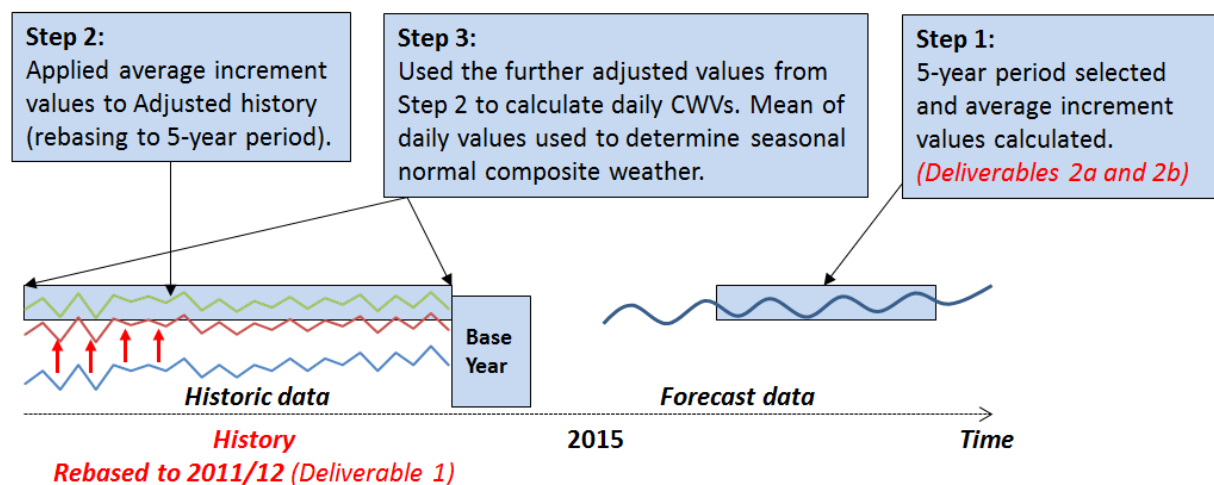 Step 2:
Applied average increment
values to Adjusted history
(rebasing to 5-year period).
Step 3:
Used the further adjusted values from
Step 2 to calculate daily CWVs. Mean of
daily values used to determine seasonal
normal composite weather.
Step 1:
5-year period selected
and average increment
values calculated.
(Deliverables 2a and 2b)
Base
Year
Historic data
Forecast data
History
2015
Time
Rebased to 2011/12 (Deliverable 1)